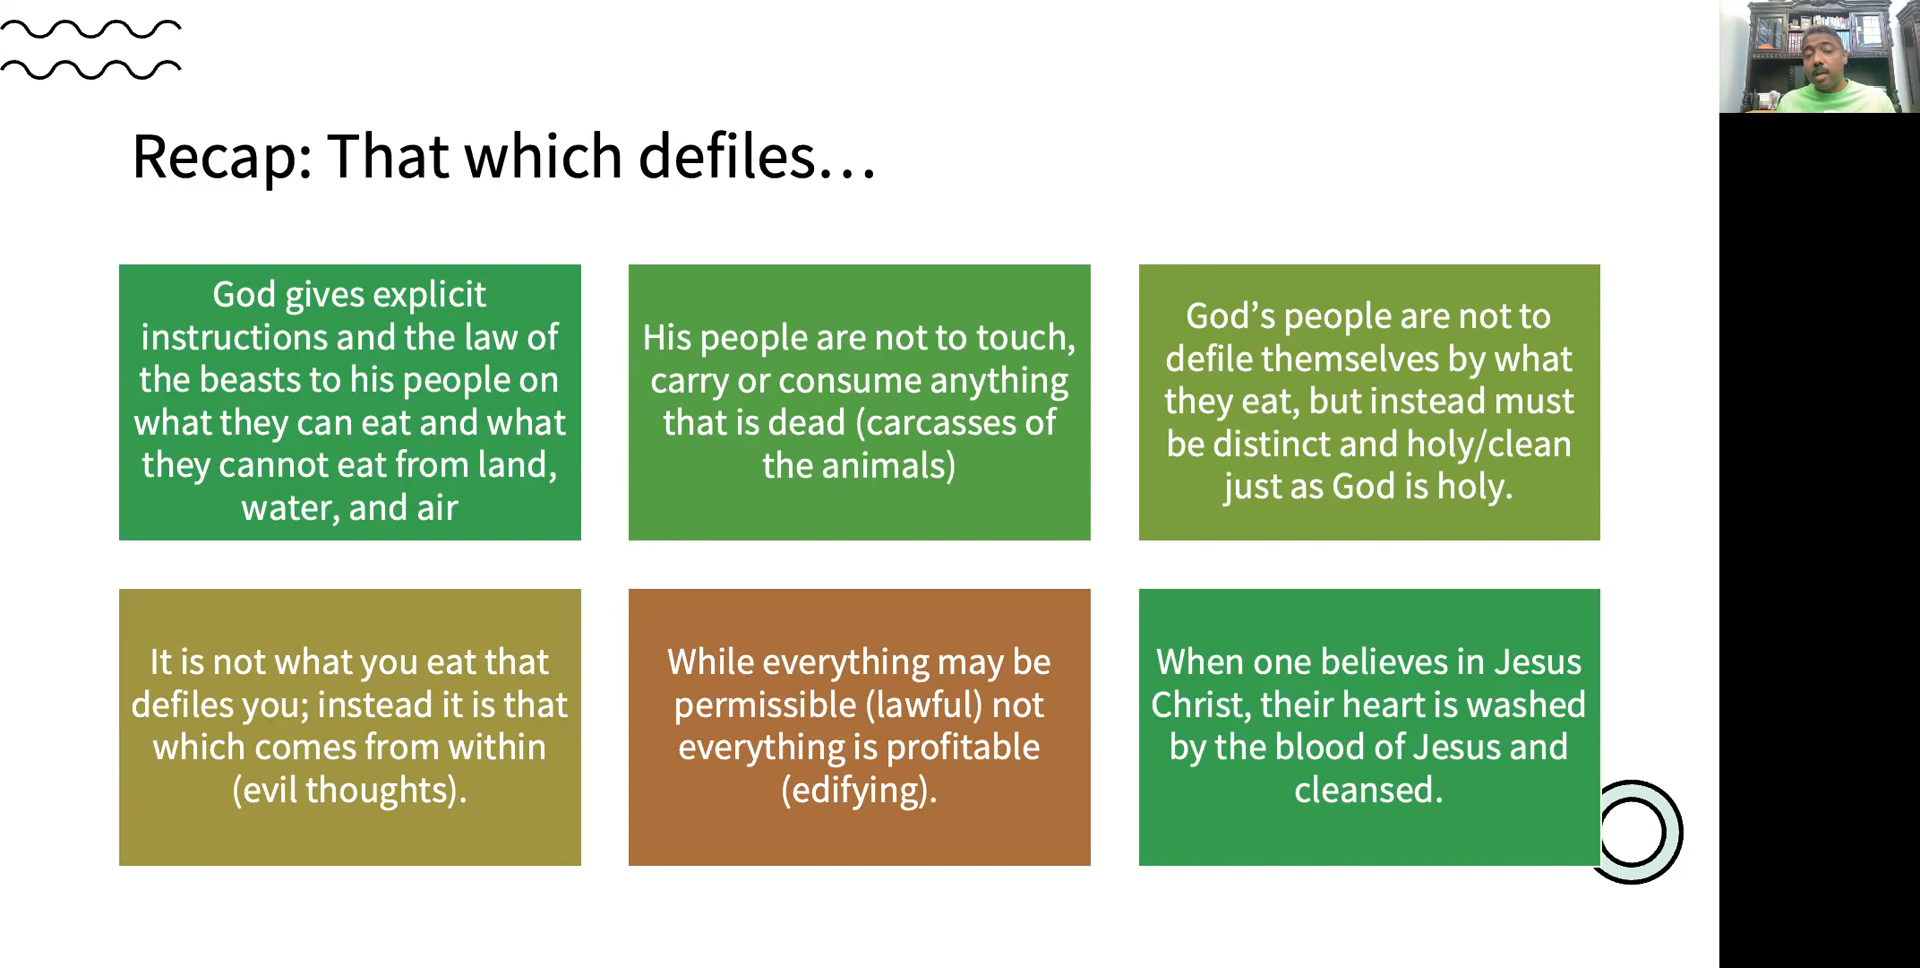 Recap: That which defiles…
God gives explicit
instructions and the law of
the beasts to his people on
what they can eat and what
they cannot eat from land,
water, and air
His people are not to touch,
carry or consume anything
that is dead (carcasses of
the animals)
God’s people are not to
defile themselves by what
they eat, but instead must
be distinct and holy/clean
just as God is holy.
It is not what you eat that
defiles you; instead it is that
which comes from within
(evil thoughts).
While everything may be
permissible (lawful) not
everything is profitable
(edifying).
When one believes in Jesus
Christ, their heart is washed
by the blood of Jesus and
cleansed.